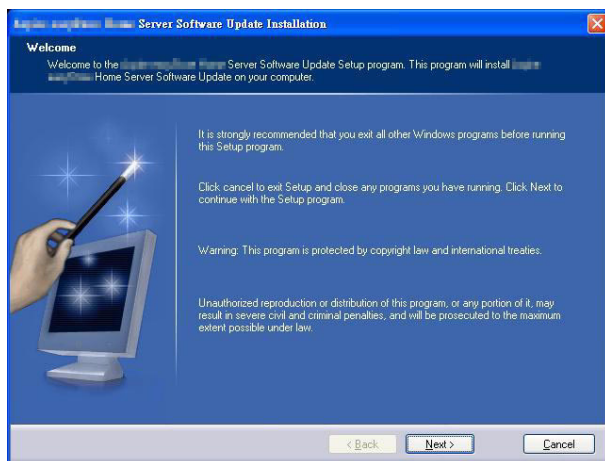 Server Software Update Installation
Welcome
Welcome to the Server Software Update Setup program. This program will install
Home Server Software Update on your computer.
It is strongly recommended that you exit all other Windows programs before running
this Setup program.
Click cancel to exit Setup and close any programs you have running. Click Next to
continue with the Setup program.
Warning: This program is protected by copyright law and international treaties.
Unauthorized reproduction or distribution of this program, or any portion of it, may
result in severe civil and criminal penalties, and will be prosecuted to the maximum
extent possible under law.
< Back
Next >
Cancel